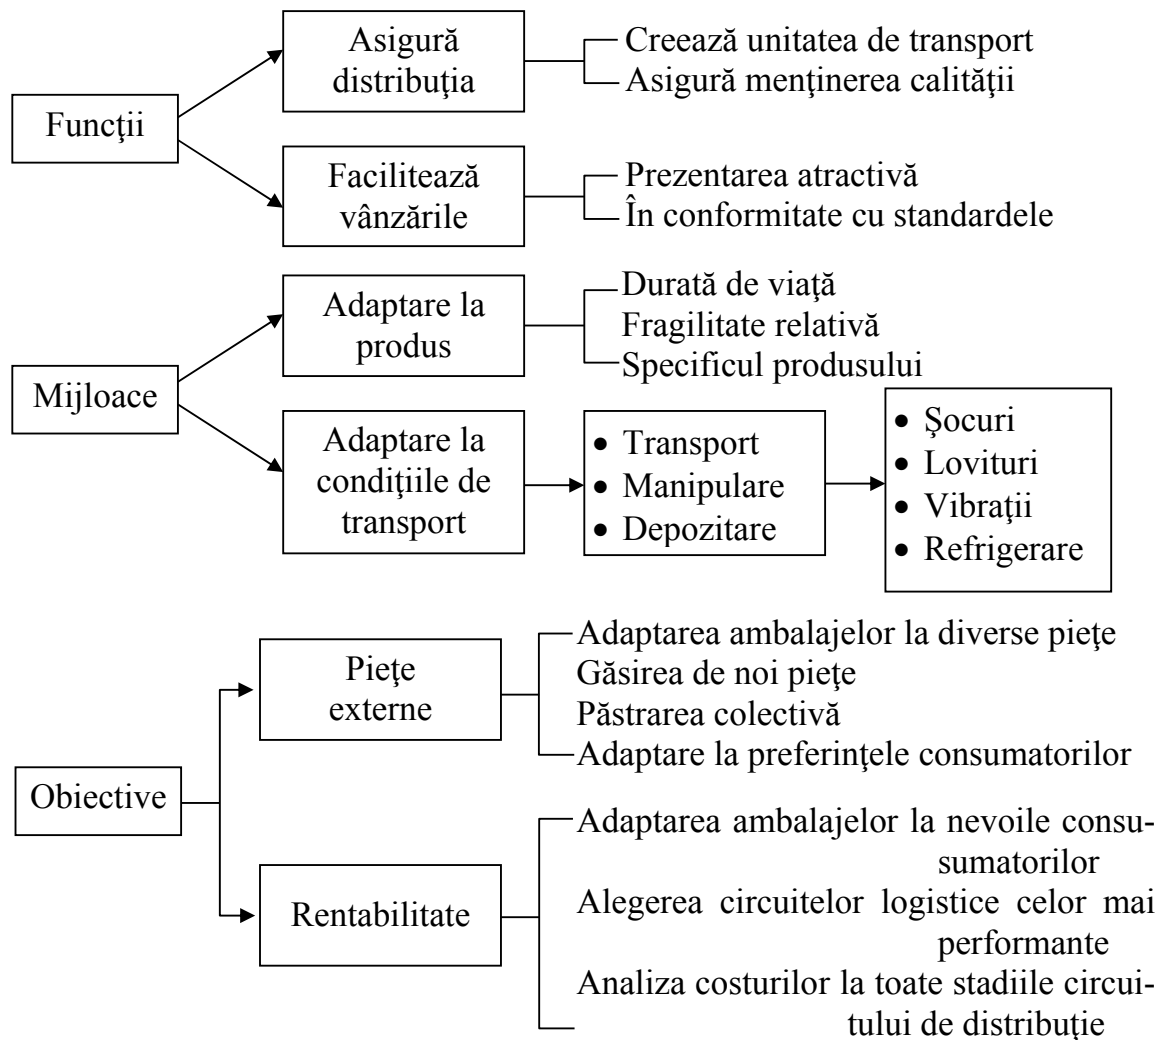 Funcţii
Asigură
distribuţia
Creează unitatea de transport
Asigură menţinerea calităţii
Facilitează
vânzările
Prezentarea atractivă
În conformitate cu standardele
Mijloace
Adaptare la
produs
Durată de viaţă
Fragilitate relativă
Specificul produsului
Adaptare la
condiţiile de
transport
• Transport
• Manipulare
• Depozitare
• Şocuri
• Lovituri
• Vibraţii
• Refrigerare
Obiective
Pieţe
externe
Adaptarea ambalajelor la diverse pieţe
Găsirea de noi pieţe
Păstrarea colectivă
Adaptare la preferinţele consumatorilor
Rentabilitate
Adaptarea ambalajelor la nevoile consu-
sumatorilor
Alegerea circuitelor logistice celor mai
performante
Analiza costurilor la toate stadiile circui-
tului de distribuţie